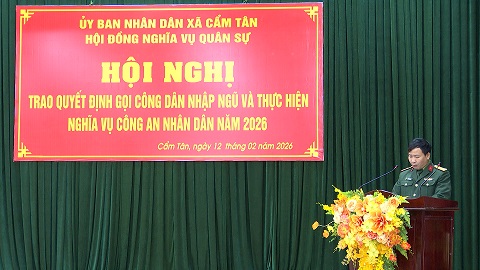 ỦY BAN NHÂN DÂN XÃ CẨM TÂN
HỘI ĐỒNG NGHĨA VỤ QUÂN SỰ
HỘI NGHỊ
TRAO QUYẾT ĐỊNH GỌI CÔNG DÂN NHẬP NGŨ VÀ THỰC HIỆN
NGHĨA VỤ CÔNG AN NHÂN DÂN NĂM 2026
Cẩm Tân, ngày 12 tháng 02 năm 2026